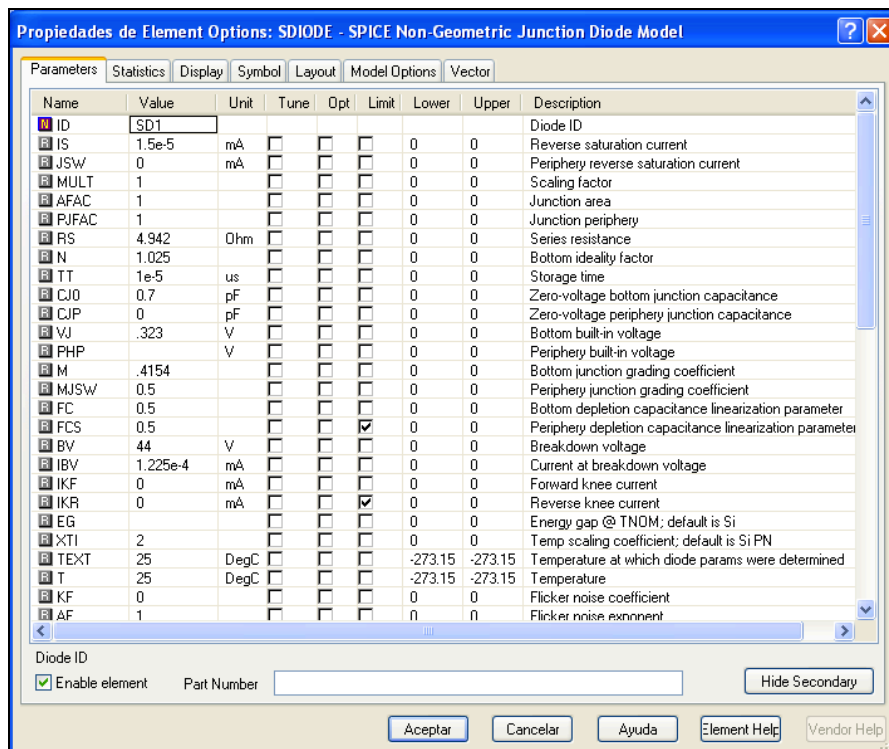 Propiedades de Element Options: SDIODE - SPICE Non-Geometric Junction Diode Model
Parameters Statistics Display Symbol Layout Model Options Vector
Name Value Unit Tune Opt Limit Lower Upper Description
N ID SD1 Diode ID
R IS 1.5e-5 mA 0 0 Reverse saturation current
R JSW 0 mA 0 0 Periphery reverse saturation current
R MULT 1 0 0 Scaling factor
R AFAC 1 0 0 Junction area
R PJFAC 1 0 0 Junction periphery
R RS 4.942 Ohm 0 0 Series resistance
R N 1.025 0 0 Bottom ideality factor
R TT 1e-5 us 0 0 Storage time
R CJ0 0.7 pF 0 0 Zero-voltage bottom junction capacitance
R CJP 0 pF 0 0 Zero-voltage periphery junction capacitance
R VJ .323 V 0 0 Bottom built-in voltage
R PHP V 0 0 Periphery built-in voltage
R M .4154 0 0 Bottom junction grading coefficient
R MJSW 0.5 0 0 Periphery junction grading coefficient
R FC 0.5 0 0 Bottom depletion capacitance linearization parameter
R FCS 0.5 0 0 Periphery depletion capacitance linearization parameter
R BV 44 V 0 0 Breakdown voltage
R IBV 1.225e-4 mA 0 0 Current at breakdown voltage
R IKF 0 mA 0 0 Forward knee current
R IKR 0 mA 0 0 Reverse knee current
R EG 0 0 Energy gap @ TNOM; default is Si
R XTI 2 0 0 Temp scaling coefficient; default is Si PN
R TEXT 25 DegC -273.15 -273.15 Temperature at which diode params were determined
R T 25 DegC -273.15 -273.15 Temperature
R KF 0 0 0 Flicker noise coefficient
R AF 1 0 0 Flicker noise exponent
Diode ID
Enable element Part Number Hide Secondary
Aceptar Cancelar Ayuda Element Help Vendor Help